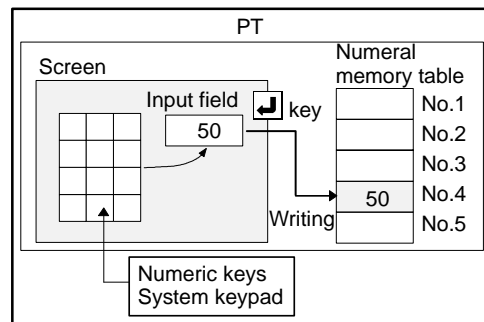 PT
Screen
Numeral
memory table
Input field
key
50
No.1
No.2
No.3
50
No.4
Writing
No.5
Numeric keys
System keypad